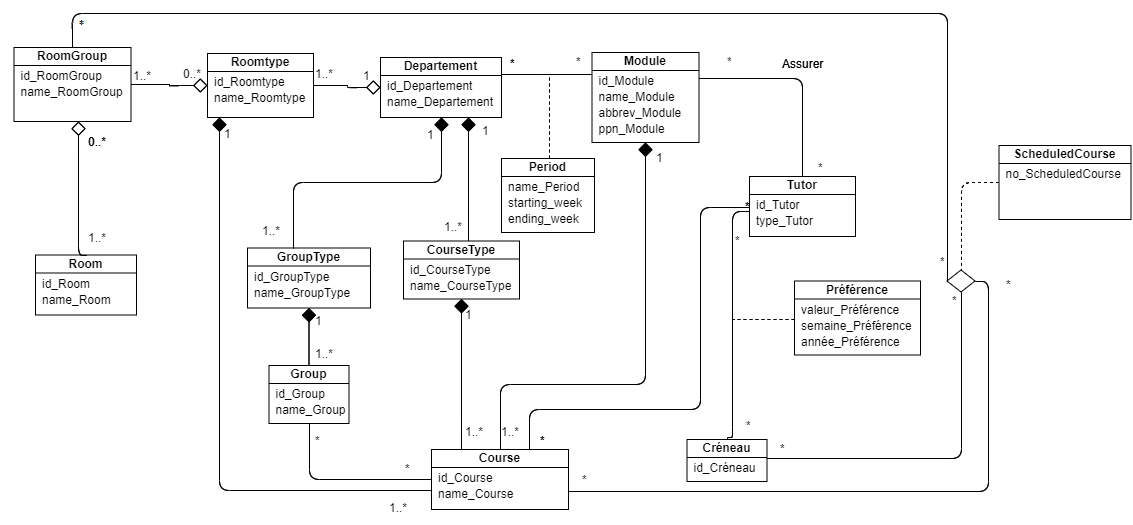 *
RoomGroup
id_RoomGroup
name_RoomGroup
1..*
0..*
Roomtype
id_Roomtype
name_Roomtype
1..*
1
Departement
id_Departement
name_Departement
*
*
Module
id_Module
name_Module
abbrev_Module
ppn_Module
*
Assurer
0..*
1
1
1
1
Period
name_Period
starting_week
ending_week
*
Tutor
id_Tutor
type_Tutor
*
*
ScheduledCourse
no_ScheduledCourse
1..*
Room
id_Room
name_Room
1..*
GroupType
id_GroupType
name_GroupType
1..*
CourseType
id_CourseType
name_CourseType
*
*
*
Préférence
valeur_Préférence
semaine_Préférence
année_Préférence
1
1
1..*
Group
id_Group
name_Group
*
*
1..*
1..*
*
Course
id_Course
name_Course
1..*
*
*
Créneau
id_Créneau
*